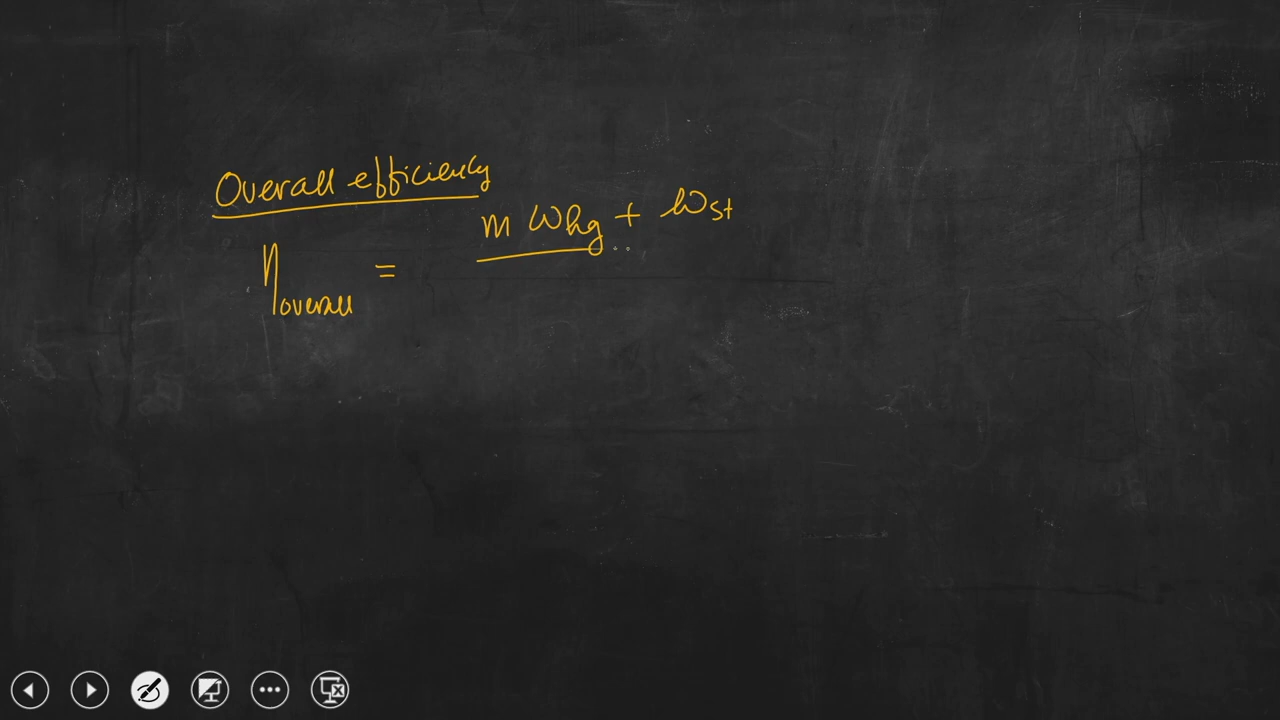 Overall efficiency
m Whg + Wst
η overall =